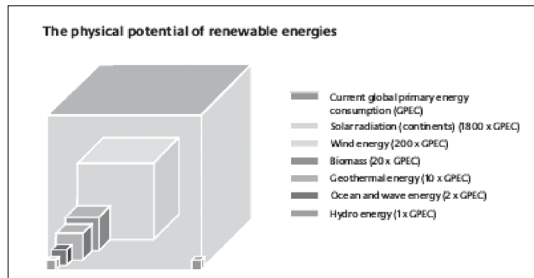 The physical potential of renewable energies
Current global primary energy
consumption (GPEC)
Solar radiation (continents) (1800 x GPEC)
Wind energy (200 x GPEC)
Biomass (20 x GPEC)
Geothermal energy (10 x GPEC)
Ocean and wave energy (2 x GPEC)
Hydro energy (1 x GPEC)